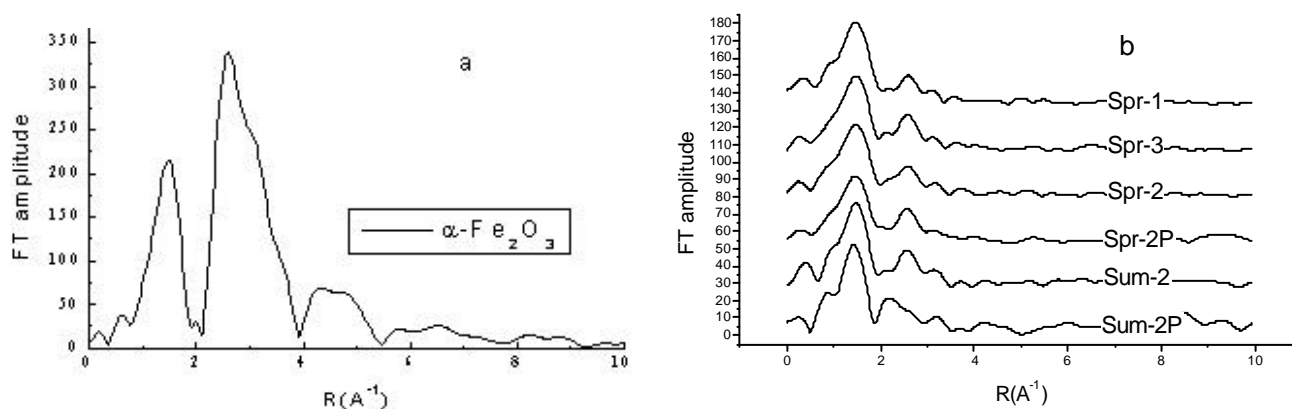 a
FT amplitude
350
300
250
200
150
100
50
0
α-Fe₂O₃
0 2 4 6 8 10
R(A⁻¹)
b
FT amplitude
180
170
160
150
140
130
120
110
100
90
80
70
60
50
40
30
20
10
0
Spr-1
Spr-3
Spr-2
Spr-2P
Sum-2
Sum-2P
0 2 4 6 8 10
R(A⁻¹)